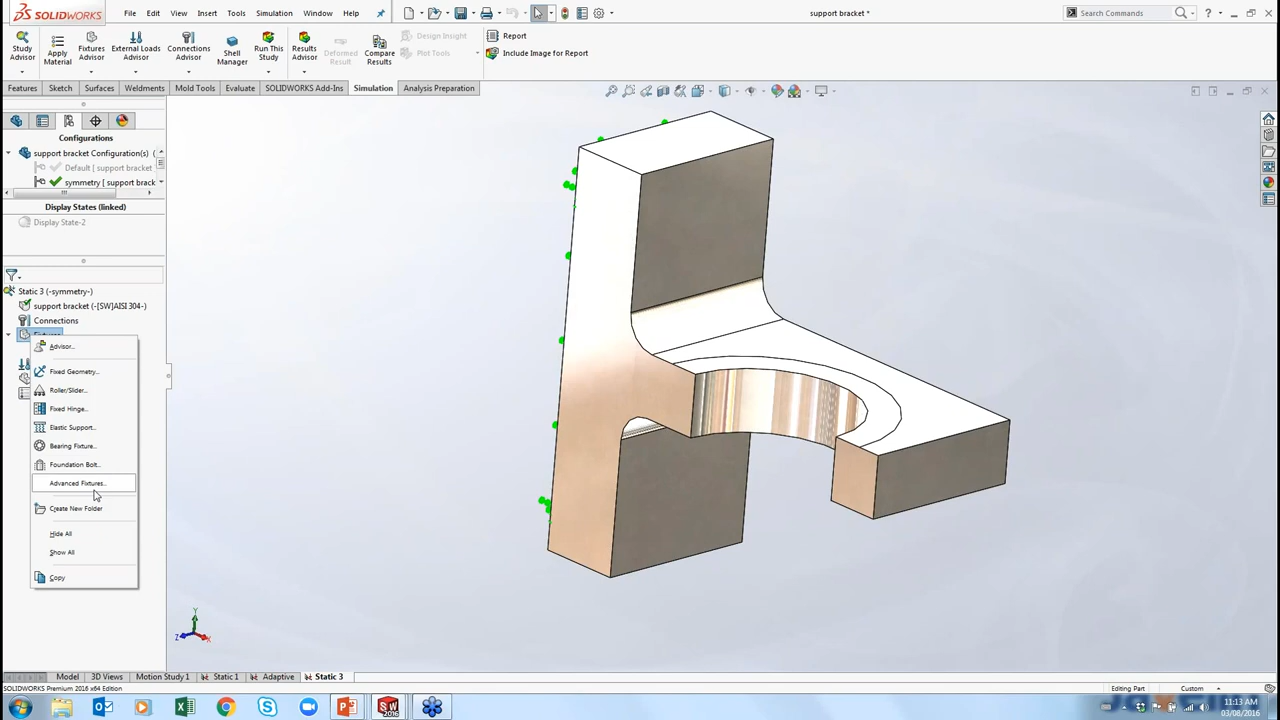 SOLIDWORKS File Edit View Insert Tools Simulation Window Help support bracket * Search Commands
Study Advisor
Apply Material
Fixtures Advisor
External Loads Advisor
Connections Advisor
Shell Manager
Run This Study
Results Advisor
Deformed Result
Compare Results
Design Insight
Plot Tools
Report
Include Image for Report
Features Sketch Surfaces Weldments Mold Tools Evaluate SOLIDWORKS Add-Ins Simulation Analysis Preparation
Configurations
support bracket Configuration(s) (
Default [ support bracket
symmetry [ support brack
Display States (linked)
Display State-2
Static 3 (-symmetry-)
support bracket (-[SW]AISI 304-)
Connections
Fixtures
Advisor...
Fixed Geometry...
Roller/Slider...
Fixed Hinge...
Elastic Support...
Bearing Fixture...
Foundation Bolt...
Advanced Fixtures...
Create New Folder
Hide All
Show All
Copy
Y
Z X
Model 3D Views Motion Study 1 Static 1 Adaptive Static 3
SOLIDWORKS Premium 2016 x64 Edition Editing Part Custom
SW 2016
11:13 AM
03/08/2016